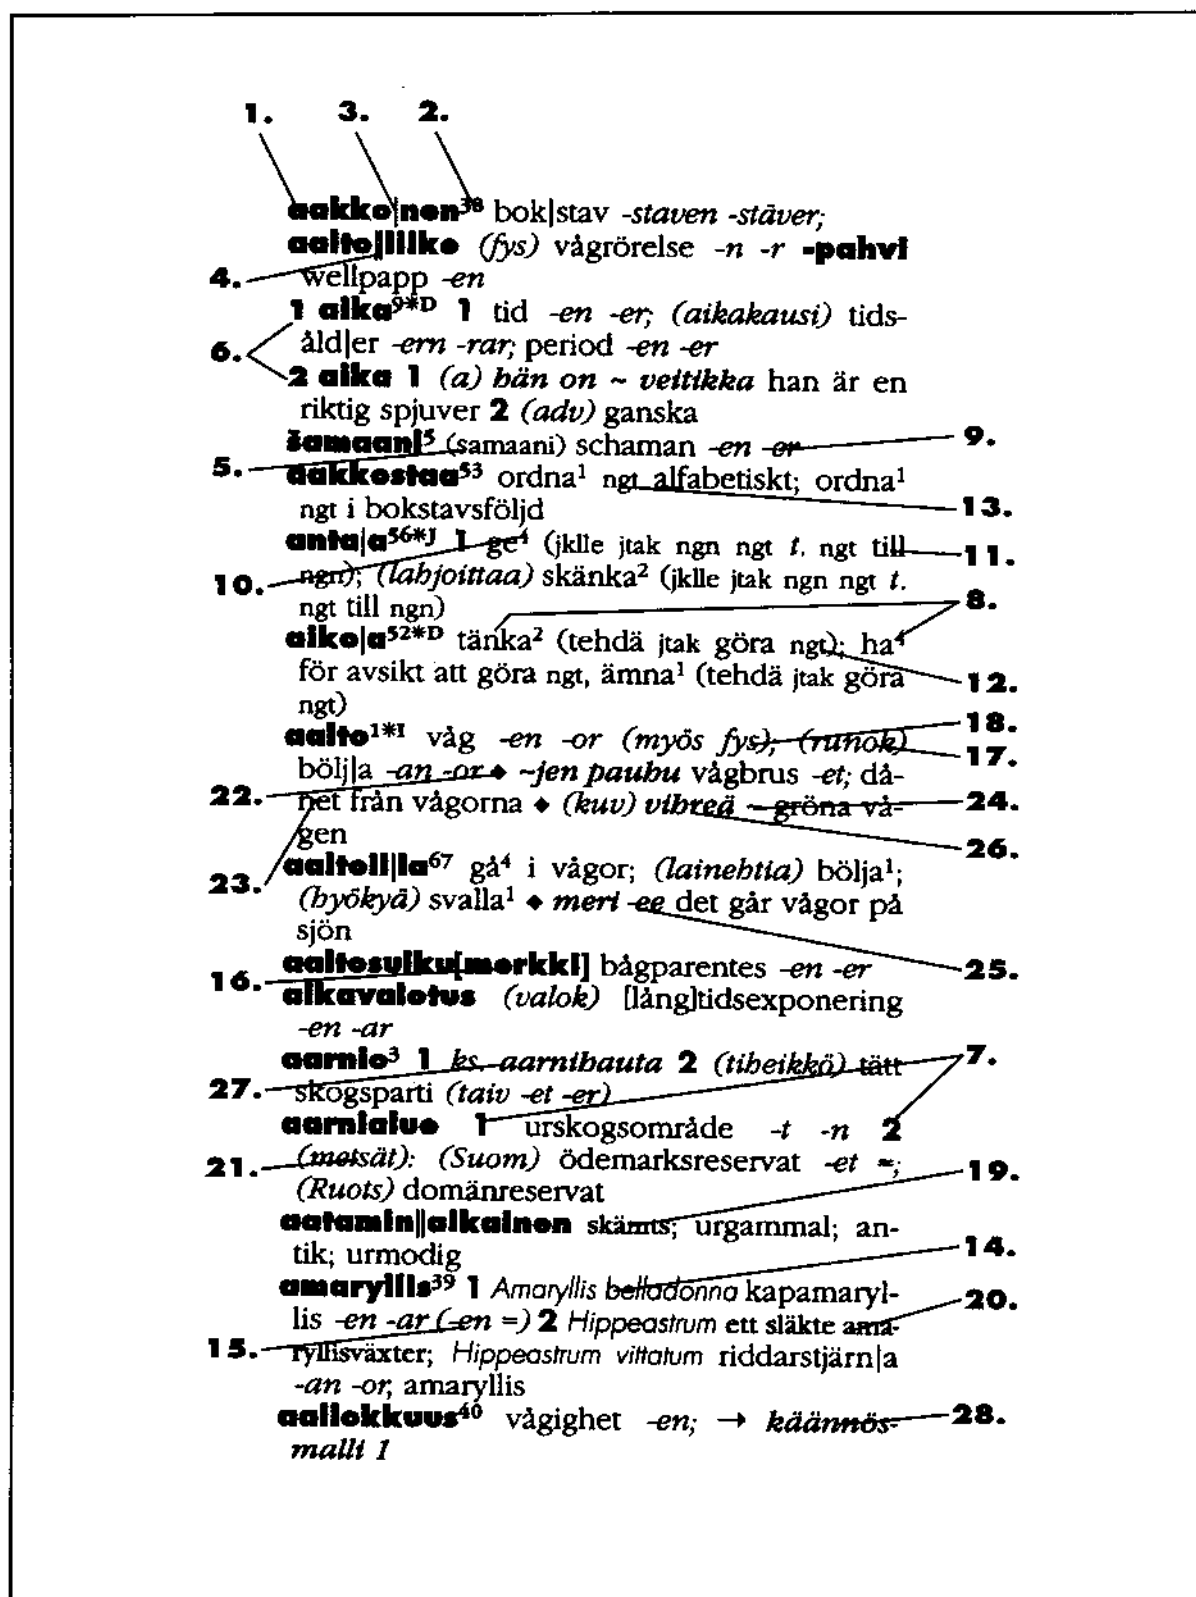 1. 3. 2.
aakko|nen³⁸ bok|stav -staven -stäver;
aalto||liike (fys) vågrörelse -n -r -pahvi
4. wellpapp -en
1 aika⁹*ᴰ 1 tid -en -er; (aikakausi) tids-
6. åld|er -ern -rar; period -en -er
2 aika 1 (a) hän on ~ veitikka han är en
riktig spjuver 2 (adv) ganska
šamaani⁵ (samaani) schaman -en -er 9.
5. aakkostaa⁵³ ordna¹ ngt alfabetiskt; ordna¹
ngt i bokstavsföljd 13.
anta|a⁵⁶*ᴶ 1 ge⁴ (jklle jtak ngn ngt t. ngt till 11.
10. ngn); (lahjoittaa) skänka² (jklle jtak ngn ngt t.
ngt till ngn) 8.
aiko|a⁵²*ᴰ tänka² (tehdä jtak göra ngt); ha⁴
för avsikt att göra ngt, ämna¹ (tehdä jtak göra 12.
ngt)
aalto¹*ᴵ våg -en -or (myös fys); (runok) 18.
17.
22. bölj|a -an -or ◆ ~jen pauhu vågbrus -et; då-
net från vågorna ◆ (kuv) vihreä ~ gröna vå- 24.
gen 26.
23. aaltoil|la⁶⁷ gå⁴ i vågor; (lainehtia) bölja¹;
(hyökyä) svalla¹ ◆ meri -ee det går vågor på
sjön
16. aaltosulku[merkki] bågparentes -en -er 25.
aikavalotus (valok) [lång]tidsexponering
-en -ar
aarnio³ 1 ks. aarnihauta 2 (tiheikkö) tätt 7.
27. skogsparti (taiv -et -er)
aarnialue 1 urskogsområde -t -n 2
21. (metsät): (Suom) ödemarksreservat -et =; 19.
(Ruots) domänreservat
aatamin||aikainen skämts; urgammal; an-
tik; urmodig 14.
amaryllis³⁹ 1 Amaryllis belladonna kapamaryl-
lis -en -ar (-en =) 2 Hippeastrum ett släkte ama- 20.
15. ryllisväxter; Hippeastrum vittatum riddarstjärn|a
-an -or, amaryllis
aallokkuus⁴⁰ vågighet -en; → käännös- 28.
malli 1